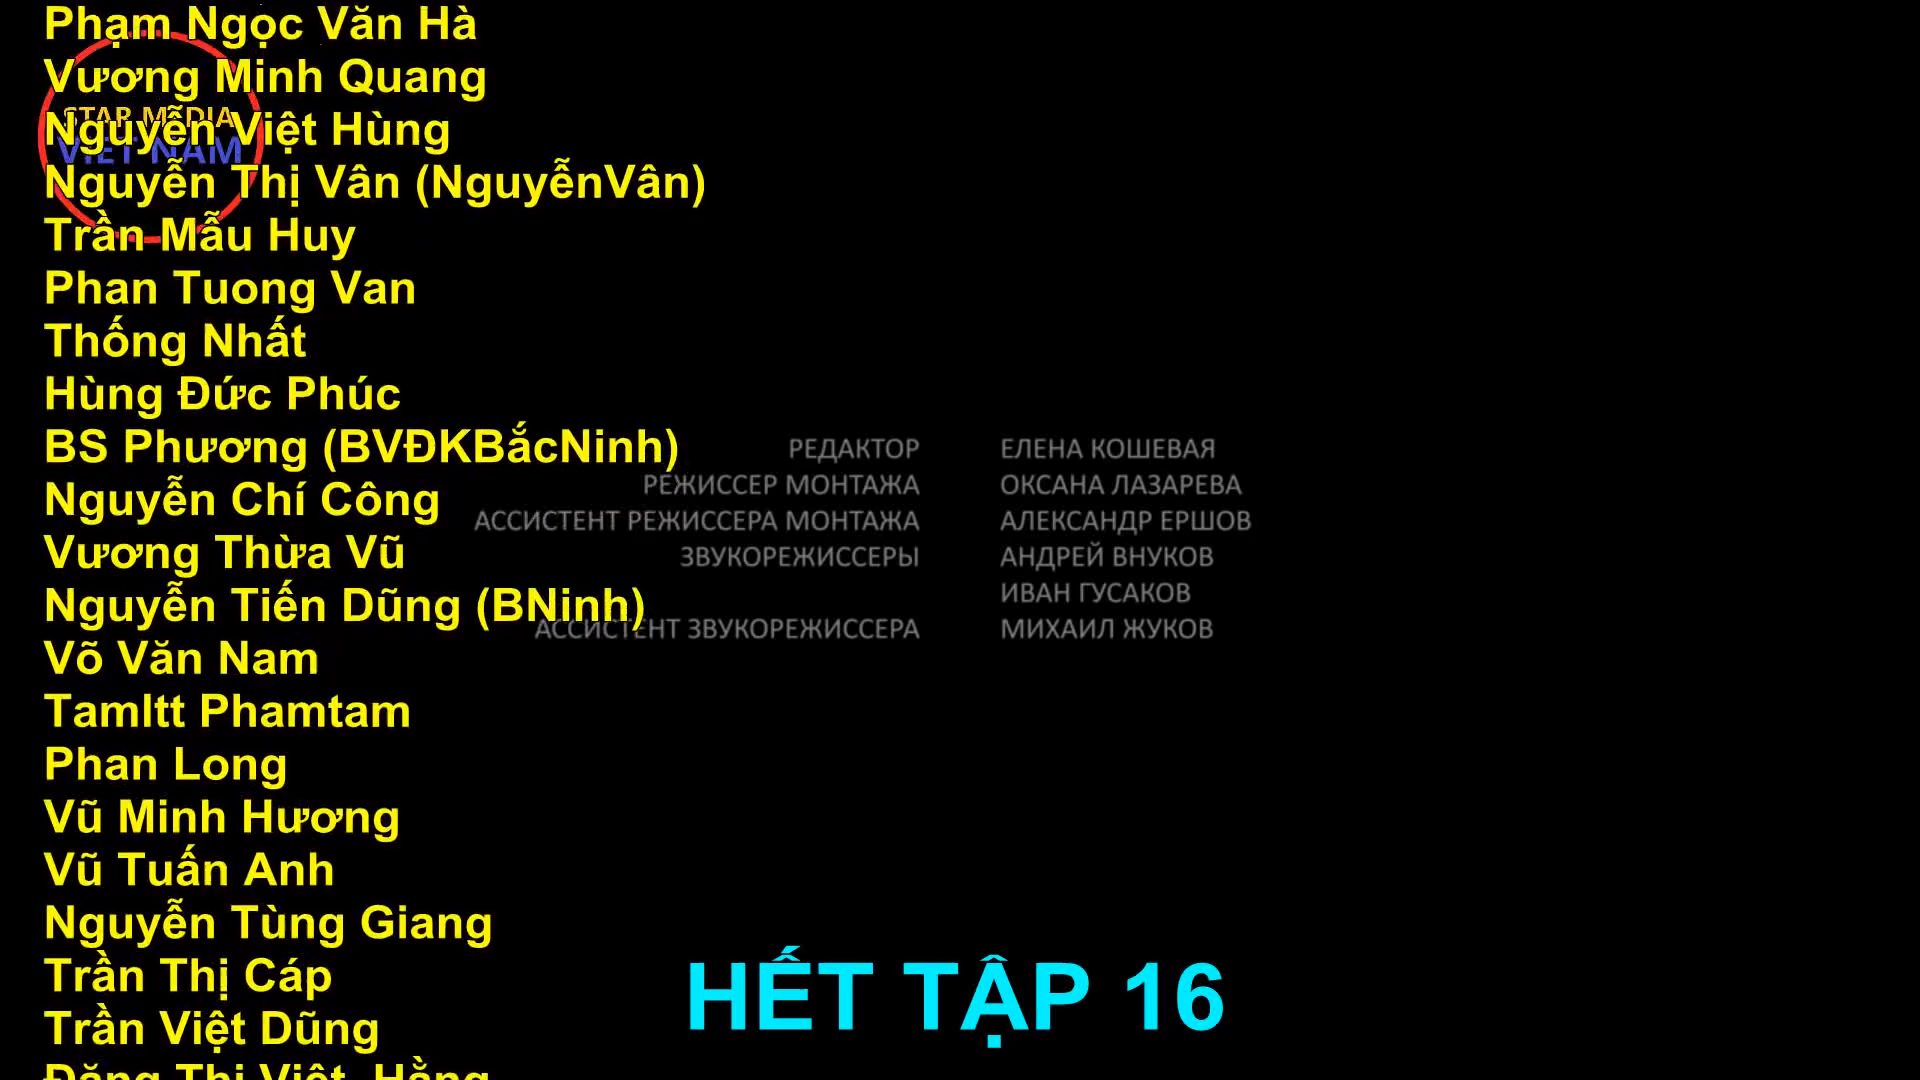 Phạm Ngọc Văn Hà
Vương Minh Quang
STAR MEDIA
Nguyễn Việt Hùng
VIỆT NAM
Nguyễn Thị Vân (NguyễnVân)
Trần Mẫu Huy
Phan Tuong Van
Thống Nhất
Hùng Đức Phúc
BS Phương (BVĐKBắcNinh)
Nguyễn Chí Công
Vương Thừa Vũ
Nguyễn Tiến Dũng (BNinh)
Võ Văn Nam
Tamltt Phamtam
Phan Long
Vũ Minh Hương
Vũ Tuấn Anh
Nguyễn Tùng Giang
Trần Thị Cáp
Trần Việt Dũng
Đặng Thị Việt Hằng
РЕДАКТОР ЕЛЕНА КОШЕВАЯ
РЕЖИССЕР МОНТАЖА ОКСАНА ЛАЗАРЕВА
АССИСТЕНТ РЕЖИССЕРА МОНТАЖА АЛЕКСАНДР ЕРШОВ
ЗВУКОРЕЖИССЕРЫ АНДРЕЙ ВНУКОВ
ИВАН ГУСАКОВ
АССИСТЕНТ ЗВУКОРЕЖИССЕРА МИХАИЛ ЖУКОВ
HẾT TẬP 16